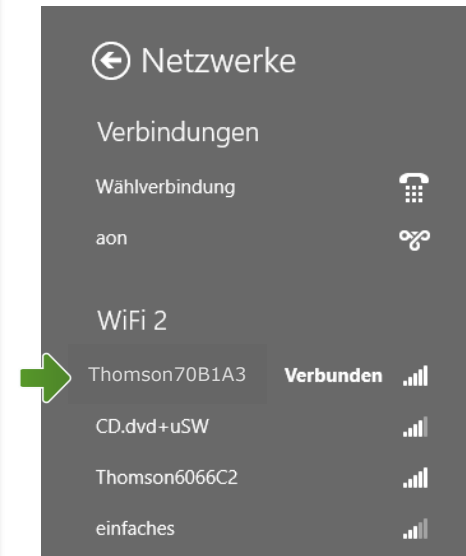 Netzwerke
Verbindungen
Wählverbindung
aon
WiFi 2
Thomson70B1A3 Verbunden
CD.dvd+uSW
Thomson6066C2
einfaches